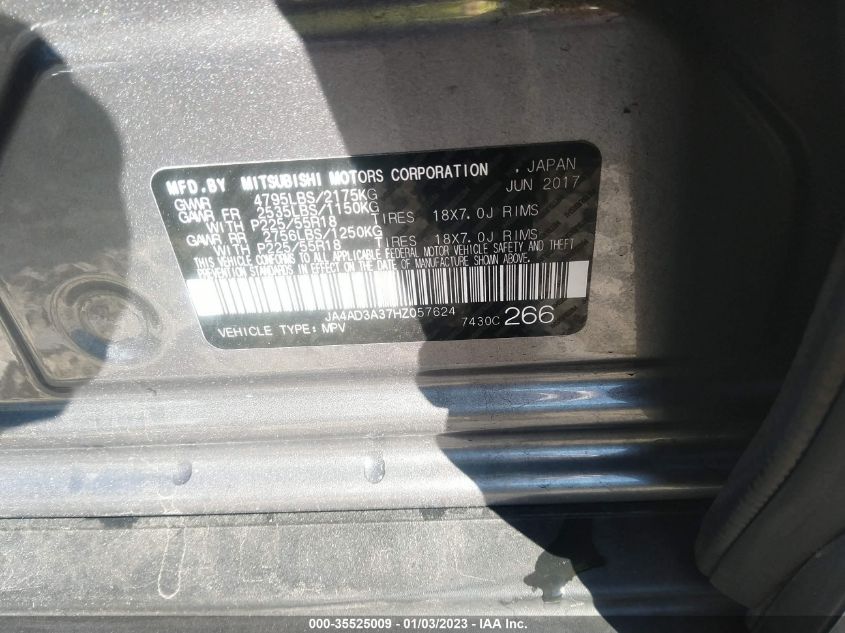 MFD.BY MITSUBISHI MOTORS CORPORATION , JAPAN
GVWR 4795LBS/2175KG JUN 2017
GAWR FR 2535LBS/1150KG
WITH P225/55R18 TIRES 18X7.0J RIMS
GAWR RR 2756LBS/1250KG
WITH P225/55R18 TIRES 18X7.0J RIMS
THIS VEHICLE CONFORMS TO ALL APPLICABLE FEDERAL MOTOR VEHICLE SAFETY AND THEFT
PREVENTION STANDARDS IN EFFECT ON THE DATE OF MANUFACTURE SHOWN ABOVE.
JA4AD3A37HZ057624
VEHICLE TYPE: MPV 7430C 266
000-35525009 - 01/03/2023 - © IAA Inc.